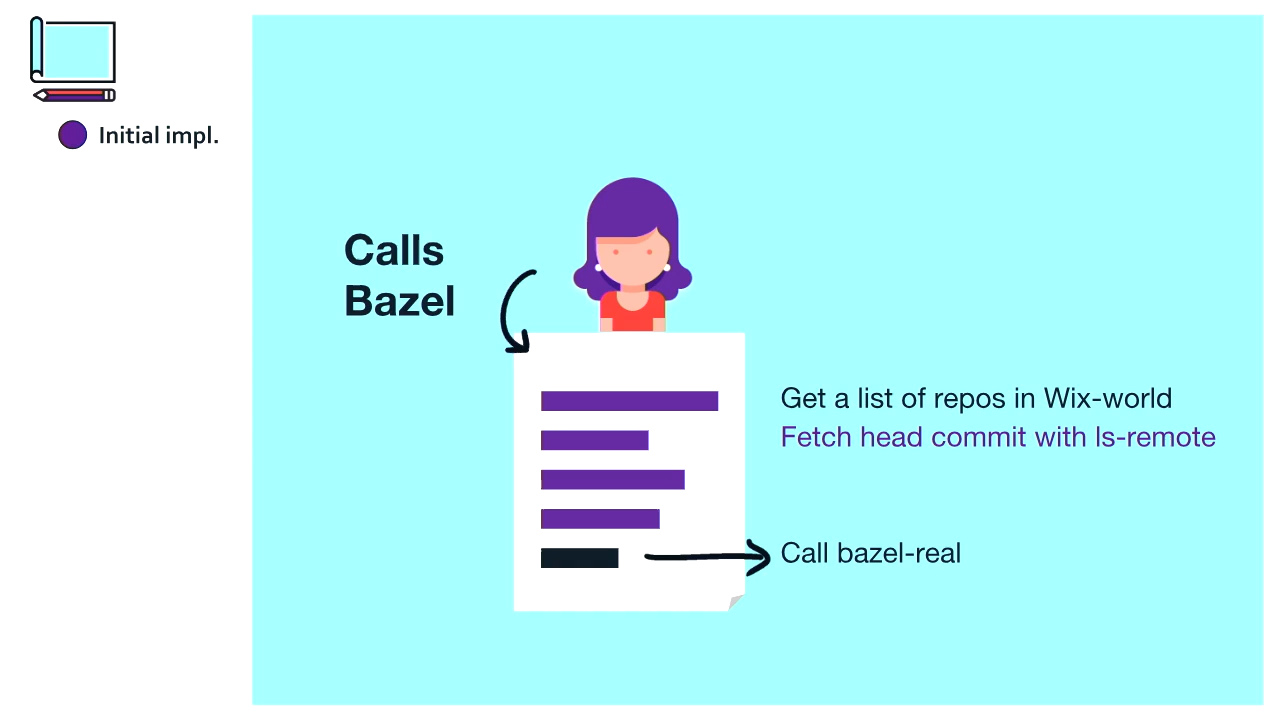 Initial impl.
Calls
Bazel
Get a list of repos in Wix-world
Fetch head commit with ls-remote
Call bazel-real